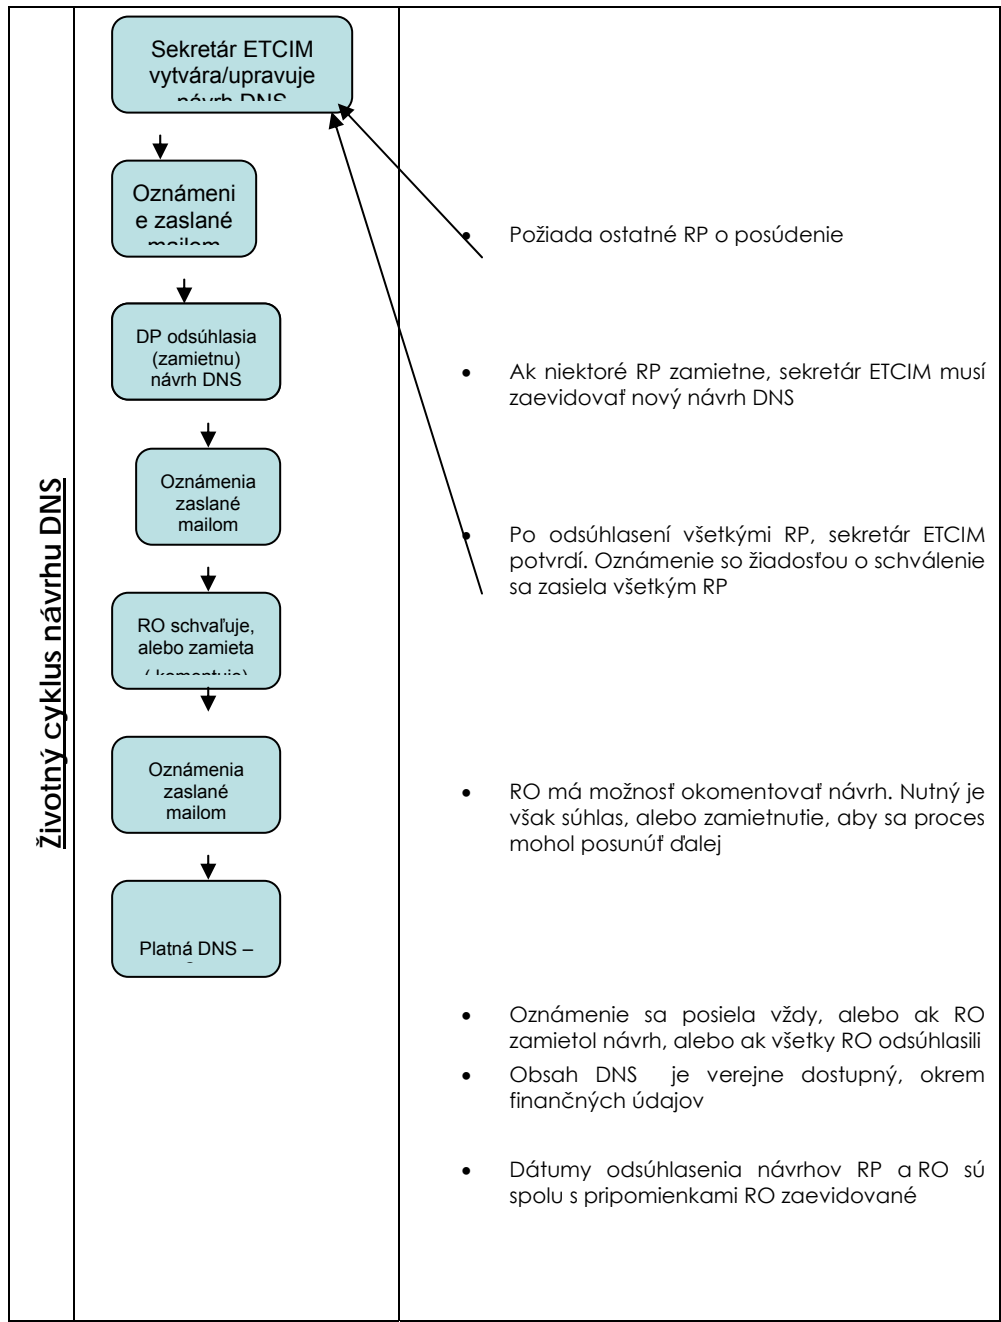 Životný cyklus návrhu DNS
Sekretár ETCIM
vytvára/upravuje
návrh DNS
Oznámeni
e zaslané
mailom
DP odsúhlasia
(zamietnu)
návrh DNS
Oznámenia
zaslané
mailom
RO schvaľuje,
alebo zamieta
( komentuje)
Oznámenia
zaslané
mailom
Platná DNS –
• Požiada ostatné RP o posúdenie
• Ak niektoré RP zamietne, sekretár ETCIM musí
zaevidovať nový návrh DNS
• Po odsúhlasení všetkými RP, sekretár ETCIM
potvrdí. Oznámenie so žiadosťou o schválenie
sa zasiela všetkým RP
• RO má možnosť okomentovať návrh. Nutný je
však súhlas, alebo zamietnutie, aby sa proces
mohol posunúť ďalej
• Oznámenie sa posiela vždy, alebo ak RO
zamietol návrh, alebo ak všetky RO odsúhlasili
• Obsah DNS je verejne dostupný, okrem
finančných údajov
• Dátumy odsúhlasenia návrhov RP a RO sú
spolu s pripomienkami RO zaevidované